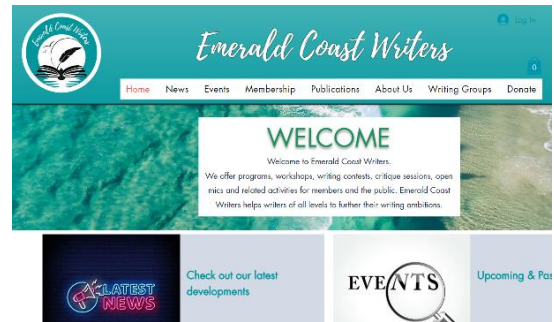 Emerald Coast Writers
Log In
Emerald Coast Writers
0
Home News Events Membership Publications About Us Writing Groups Donate
WELCOME
Welcome to Emerald Coast Writers.
We offer programs, workshops, writing contests, critique sessions, open
mics and related activities for members and the public. Emerald Coast
Writers helps writers of all levels to further their writing ambitions.
LATEST
NEWS
Check out our latest
developments
EVENTS
Upcoming & Pas